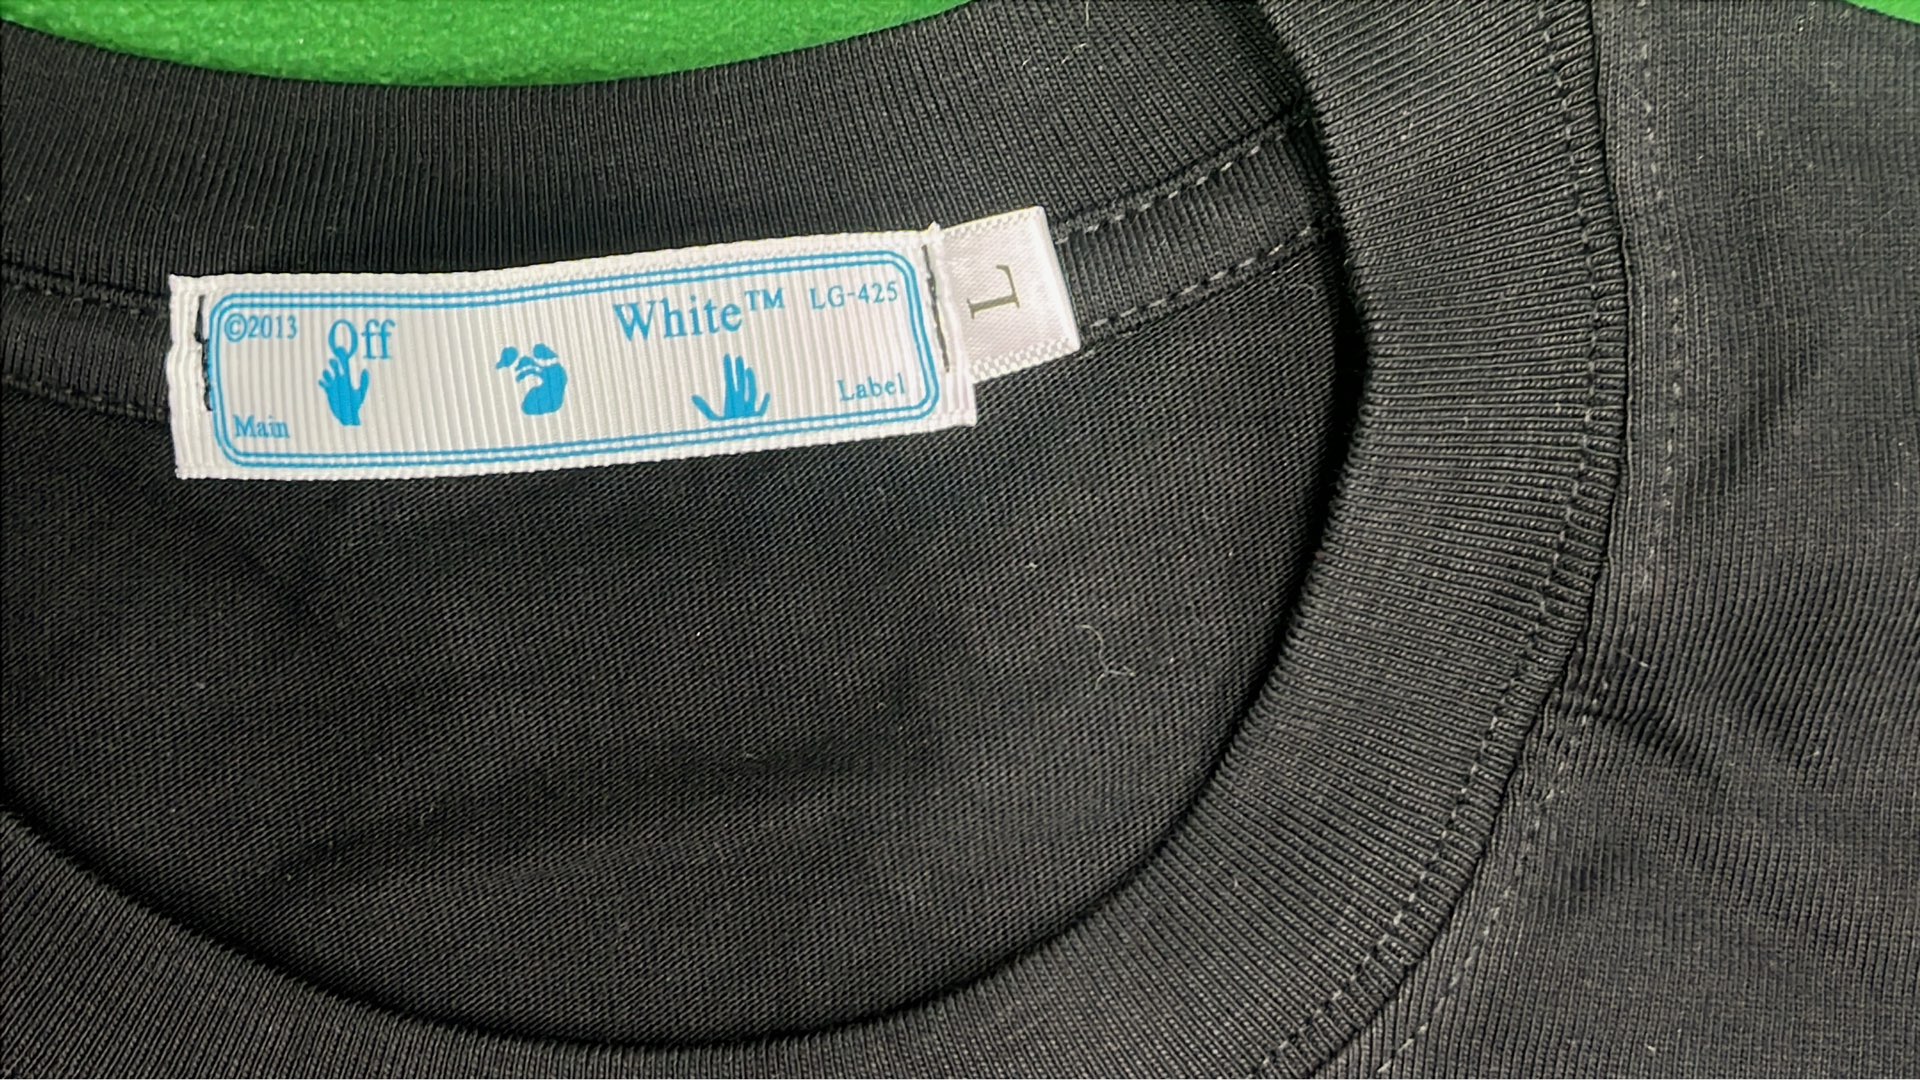 ©2013 Off White™ LG-425
Main Label
L